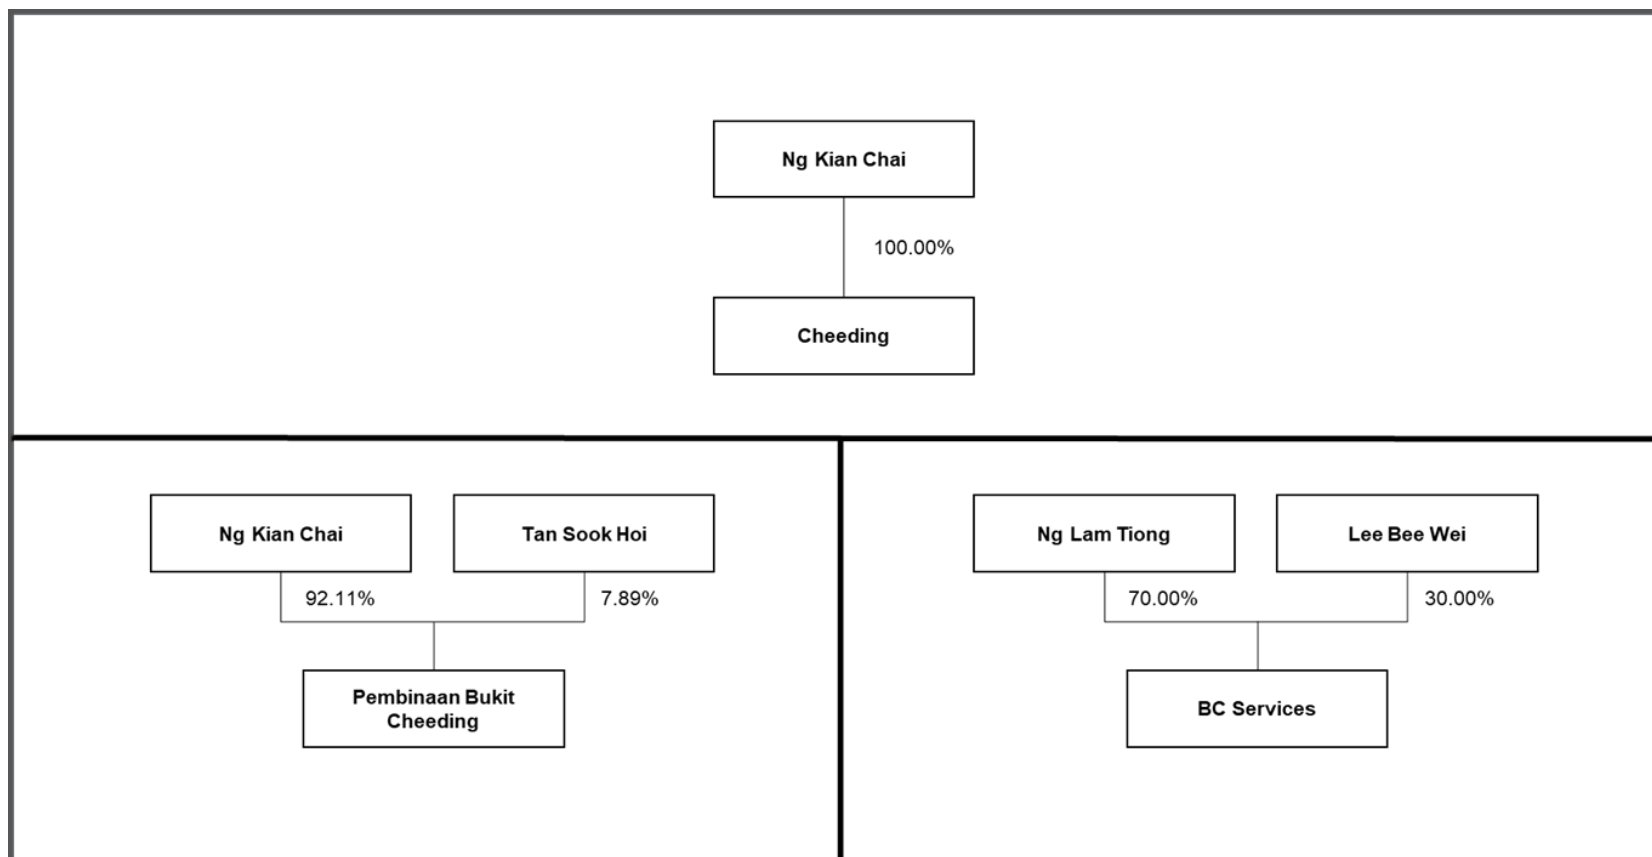 Ng Kian Chai
100.00%
Cheeding
Ng Kian Chai
Tan Sook Hoi
92.11%
7.89%
Pembinaan Bukit
Cheeding
Ng Lam Tiong
Lee Bee Wei
70.00%
30.00%
BC Services